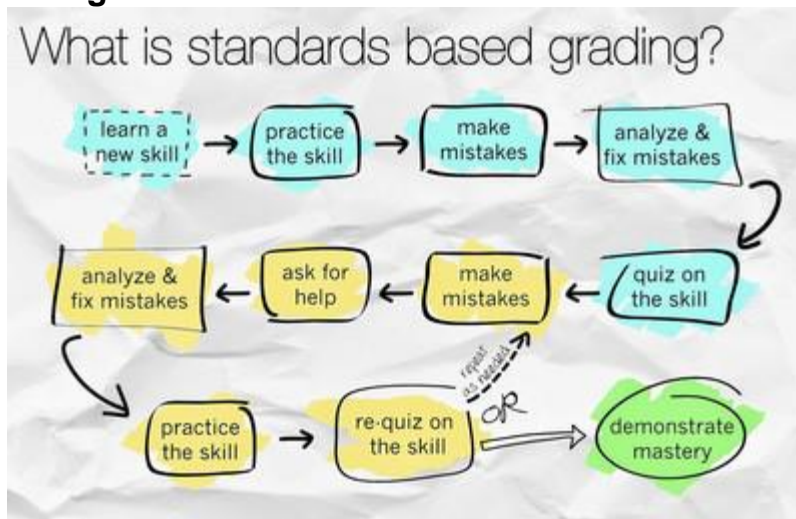 What is standards based grading?
learn a
new skill
practice
the skill
make
mistakes
analyze &
fix mistakes
quiz on
the skill
make
mistakes
ask for
help
analyze &
fix mistakes
practice
the skill
re-quiz on
the skill
repeat
as needed
OR
demonstrate
mastery